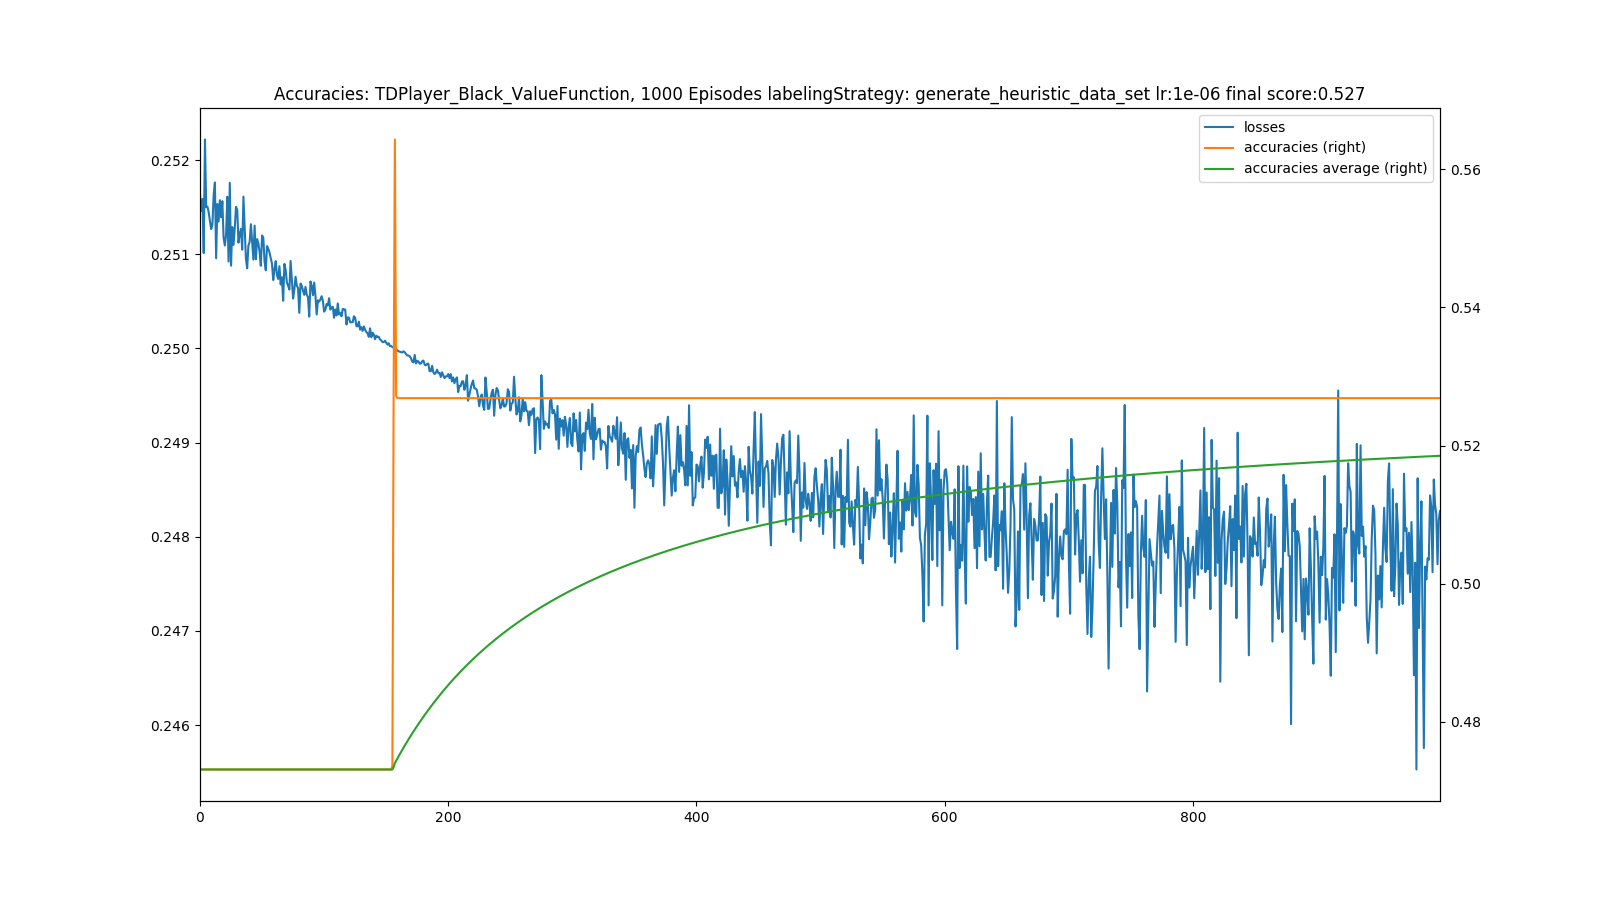 Accuracies: TDPlayer_Black_ValueFunction, 1000 Episodes labelingStrategy: generate_heuristic_data_set lr:1e-06 final score:0.527
losses
accuracies (right)
accuracies average (right)
0.252
0.251
0.250
0.249
0.248
0.247
0.246
0.56
0.54
0.52
0.50
0.48
0 200 400 600 800